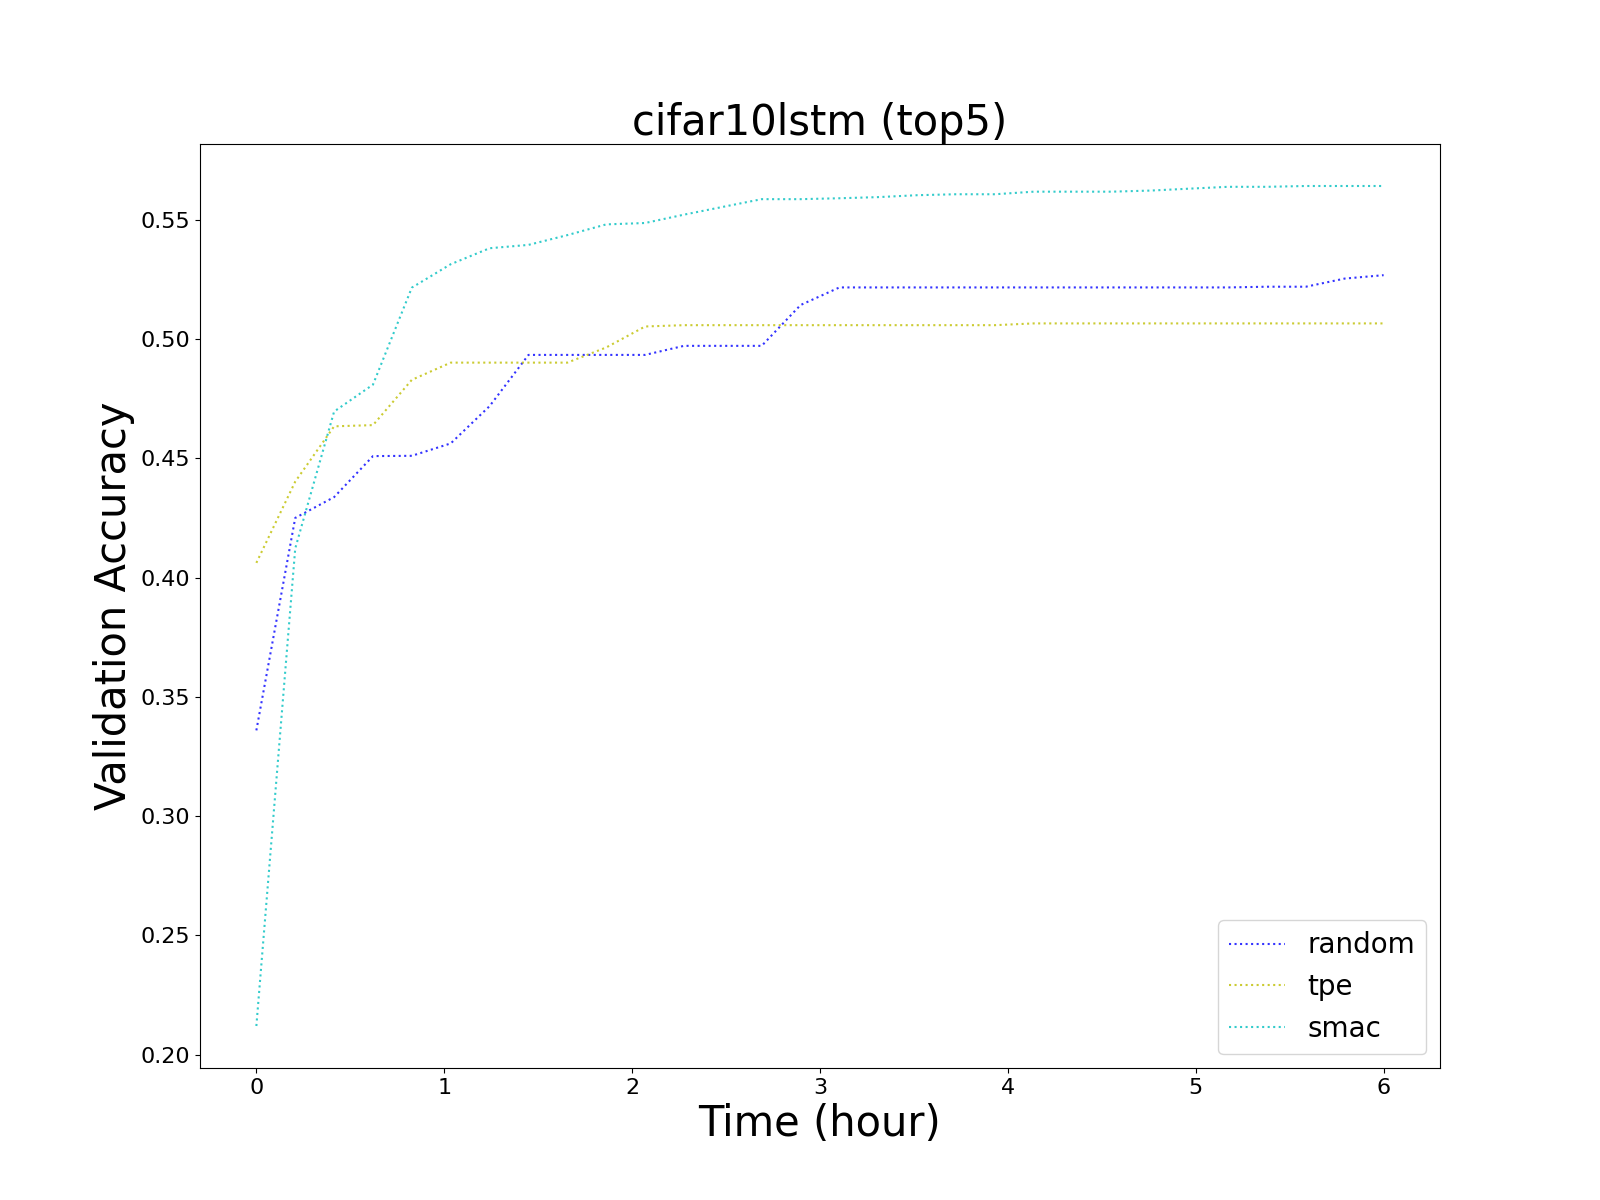 cifar10lstm (top5)
Validation Accuracy
0.55
0.50
0.45
0.40
0.35
0.30
0.25
0.20
0 1 2 3 4 5 6
Time (hour)
random
tpe
smac